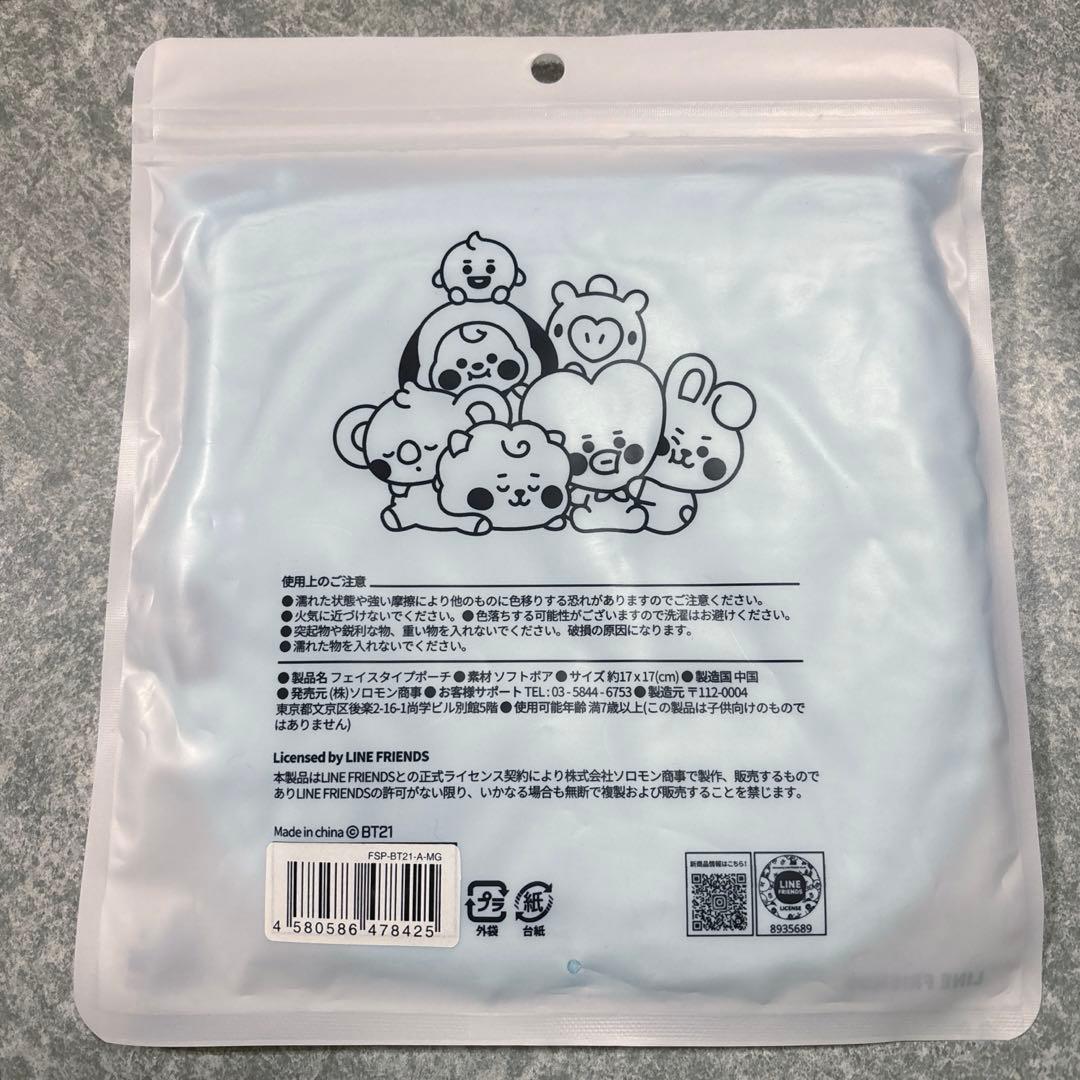 使用上のご注意
●濡れた状態や強い摩擦により他のものに色移りする恐れがありますのでご注意ください。
●火気に近づけないでください。●色落ちする可能性がございますので洗濯はお避けください。
●突起物や鋭利な物、重い物を入れないでください。破損の原因になります。
●濡れた物を入れないでください。
●製品名 フェイスタイプポーチ ●素材 ソフトボア ●サイズ 約17 x 17(cm) ●製造国 中国
●発売元 (株)ソロモン商事 ●お客様サポート TEL : 03 - 5844 - 6753 ●製造元 〒112-0004
東京都文京区後楽2-16-1尚学ビル別館5階 ●使用可能年齢 満7歳以上(この製品は子供向けのもので
はありません)
Licensed by LINE FRIENDS
本製品はLINE FRIENDSとの正式ライセンス契約により株式会社ソロモン商事で製作、販売するもので
ありLINE FRIENDSの許可がない限り、いかなる場合も無断で複製および販売することを禁じます。
Made in china © BT21
FSP-BT21-A-MG
4 580586 478425
プラ
外袋
紙
台紙
新商品情報はこちら!
LINE
FRIENDS
LICENSE
8935689
LINE FRIENDS